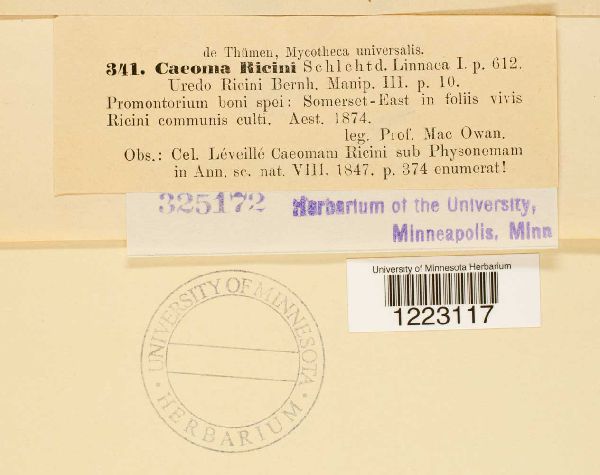 de Thümen, Mycotheca universalis.
341. Caeoma Ricini Schlchtd. Linnaea I. p. 612.
Uredo Ricini Bernh. Manip. III. p. 10.
Promontorium boni spei: Somerset-East in foliis vivis
Ricini communis culti. Aest. 1874.
leg. Prof. Mac Owan.
Obs.: Cel. Léveillé Caeomam Ricini sub Physonemam
in Ann. sc. nat. VIII. 1847. p. 374 enumerat!
325172 Herbarium of the University,
Minneapolis, Minn
University of Minnesota Herbarium
1223117
UNIVERSITY OF MINNESOTA
• HERBARIUM •